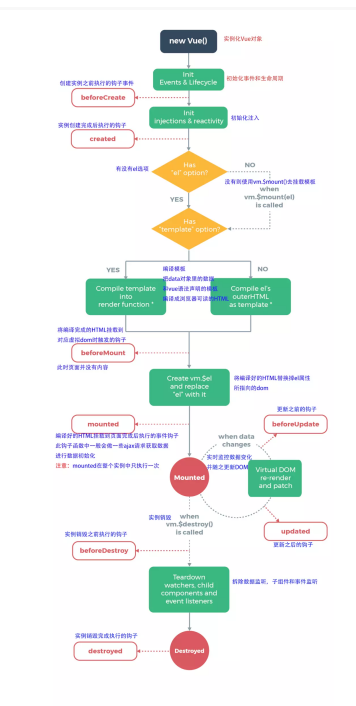 new Vue()
实例化Vue对象
Init
Events & Lifecycle
初始化事件和生命周期
创建实例之前执行的钩子事件
beforeCreate
Init
injections & reactivity
初始化注入
实例创建完成后执行的钩子
created
有没有el选项
Has
"el" option?
NO
没有到使用vm.$mount()去挂载模板
when
vm.$mount(el)
is called
YES
Has
"template" option?
YES
编译模板
把data对象里的数据
和vue语法声明的模板
编译成浏览器可读的HTML
NO
Compile template
into
render function *
Compile el's
outerHTML
as template *
将编译完成的HTML挂载到
对应虚拟dom时触发的钩子
beforeMount
此时页面并没有内容
Create vm.$el
and replace
"el" with it
将编译好的HTML替换掉el属性
所指向的dom
mounted
编译好的HTML挂载到页面完成后执行的事件钩子
此钩子函数中一般会做一些ajax请求获取数据
进行数据初始化
注意：mounted在整个实例中只执行一次
更新之前的钩子
beforeUpdate
when data
changes
实时监控数据变化
并随之更新DOM
Mounted
Virtual DOM
re-render
and patch
updated
更新之后的钩子
实例销毁
when
vm.$destroy()
is called
实例销毁之前执行的钩子
beforeDestroy
Teardown
watchers, child
components and
event listeners
拆除数据监听、子组件和事件监听
实例销毁完成执行的钩子
destroyed
Destroyed